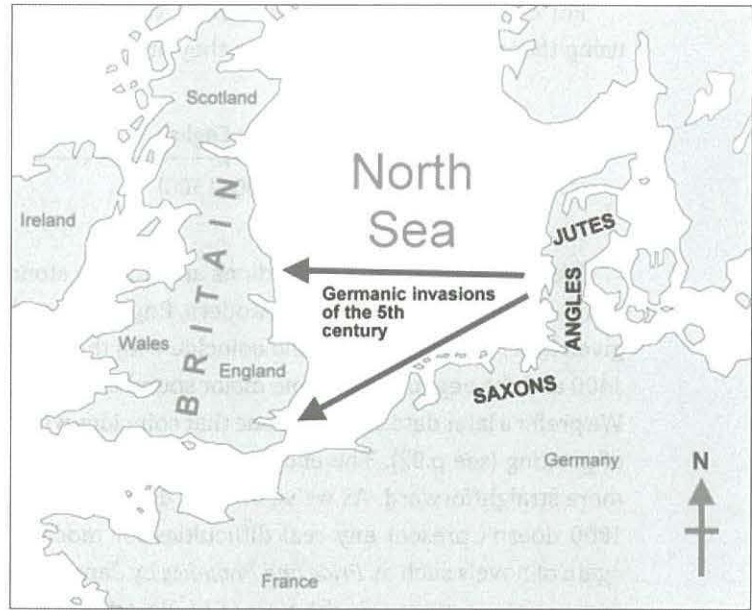 Scotland
North
Sea
Ireland
BRITAIN
JUTES
ANGLES
Germanic invasions
of the 5th
century
Wales
England
SAXONS
Germany
N
France